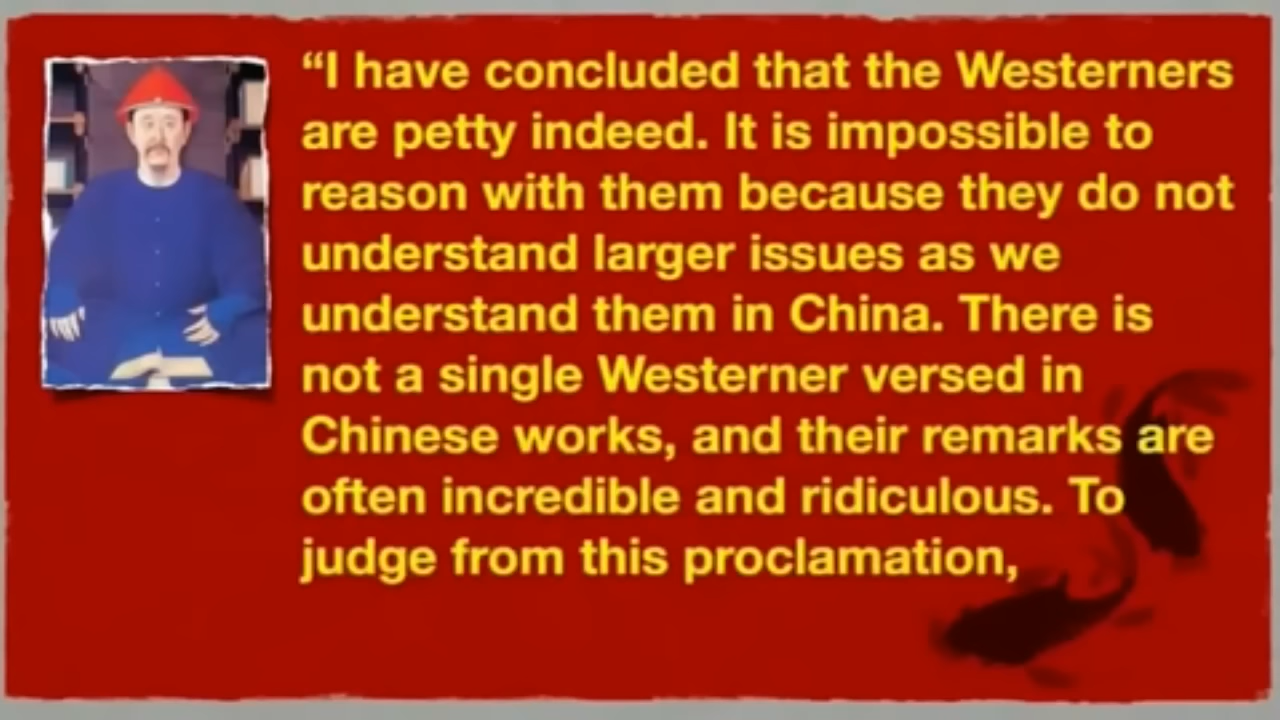 “I have concluded that the Westerners
are petty indeed. It is impossible to
reason with them because they do not
understand larger issues as we
understand them in China. There is
not a single Westerner versed in
Chinese works, and their remarks are
often incredible and ridiculous. To
judge from this proclamation,